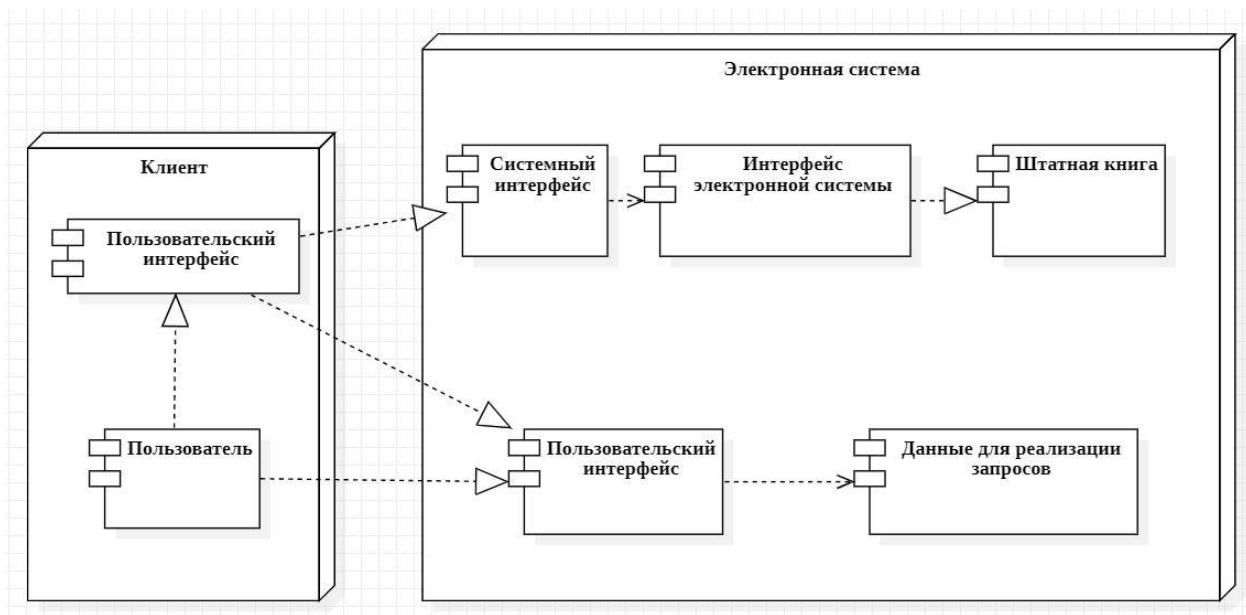 Клиент
Пользовательский
интерфейс
Пользователь
Электронная система
Системный
интерфейс
Интерфейс
электронной системы
Штатная книга
Пользовательский
интерфейс
Данные для реализации
запросов